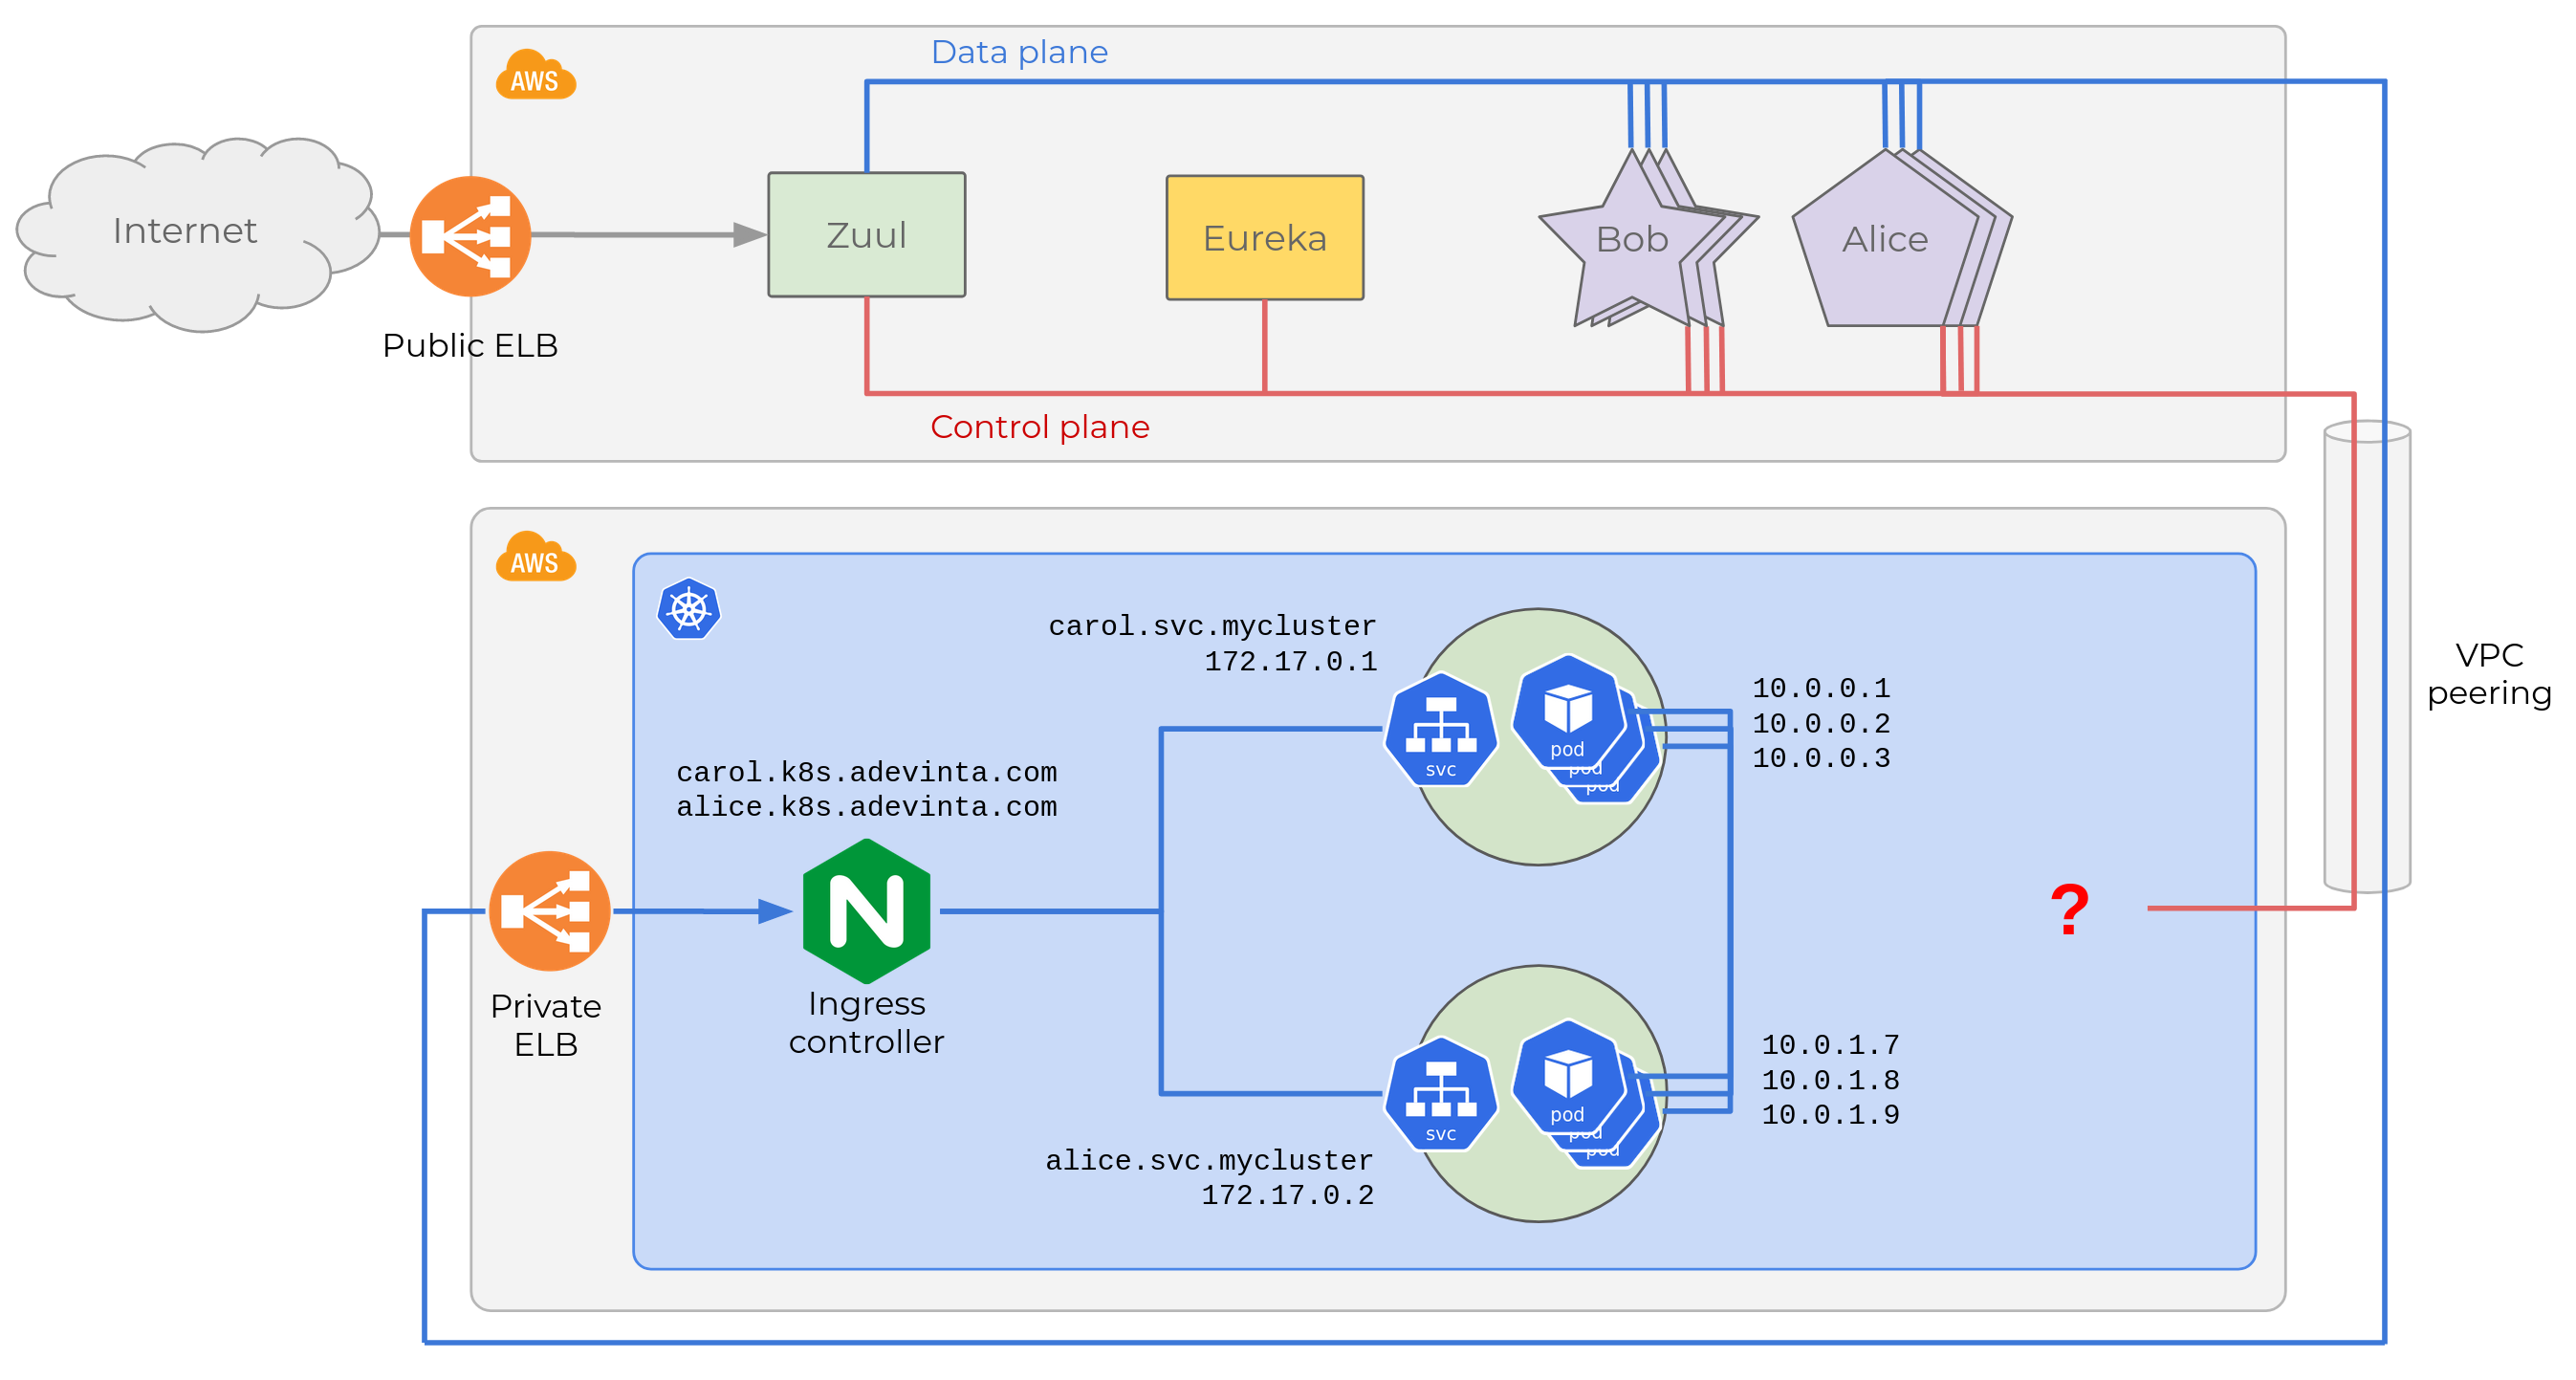 Data plane
AWS
Internet
Zuul
Eureka
Bob
Alice
Public ELB
Control plane
AWS
carol.svc.mycluster
172.17.0.1
VPC
peering
10.0.0.1
10.0.0.2
10.0.0.3
svc
pod
pod
pod
carol.k8s.adevinta.com
alice.k8s.adevinta.com
?
Private
ELB
Ingress
controller
10.0.1.7
10.0.1.8
10.0.1.9
svc
pod
pod
pod
alice.svc.mycluster
172.17.0.2